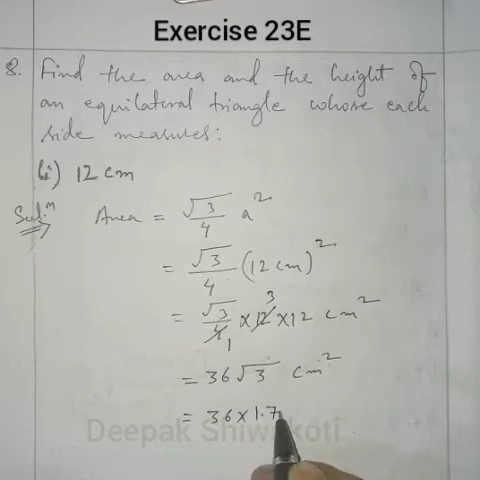 Exercise 23E
8. Find the area and the height of
an equilateral triangle whose each
side measures:
(ii) 12 cm
Sol.ⁿ Area = √3/4 a²
= √3/4 (12 cm)²
= √3/4 1 × 12 3 × 12 cm²
= 36√3 cm²
= 36 × 1.7
Deepak Shiwakoti